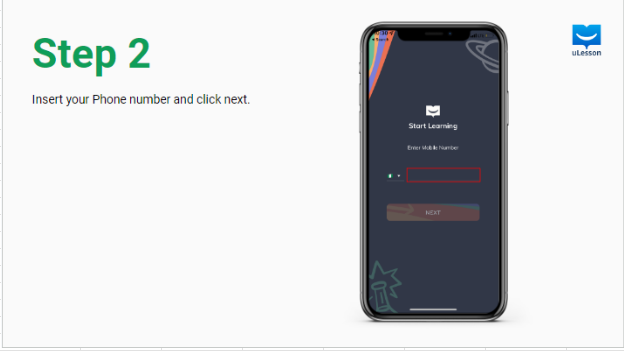 Step 2
Insert your Phone number and click next.
uLesson
Start Learning
Enter Mobile Number
NEXT